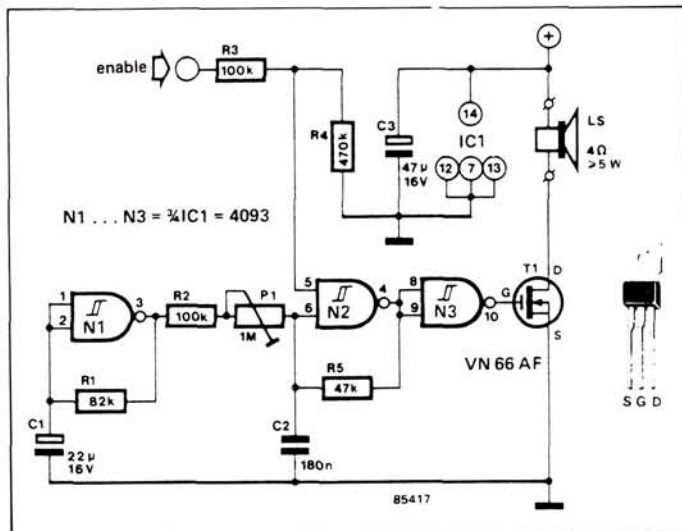 enable
R3
100k
R4
470k
C3
47µ
16V
+
14
IC1
12 7 13
LS
4Ω
>5W
N1 . . . N3 = ¾IC1 = 4093
1
2
N1
3
R2
100k
P1
1M
5
6
N2
4
8
9
N3
10
G
T1
D
S
VN 66 AF
R1
82k
C1
22µ
16V
R5
47k
C2
180n
S G D
85417